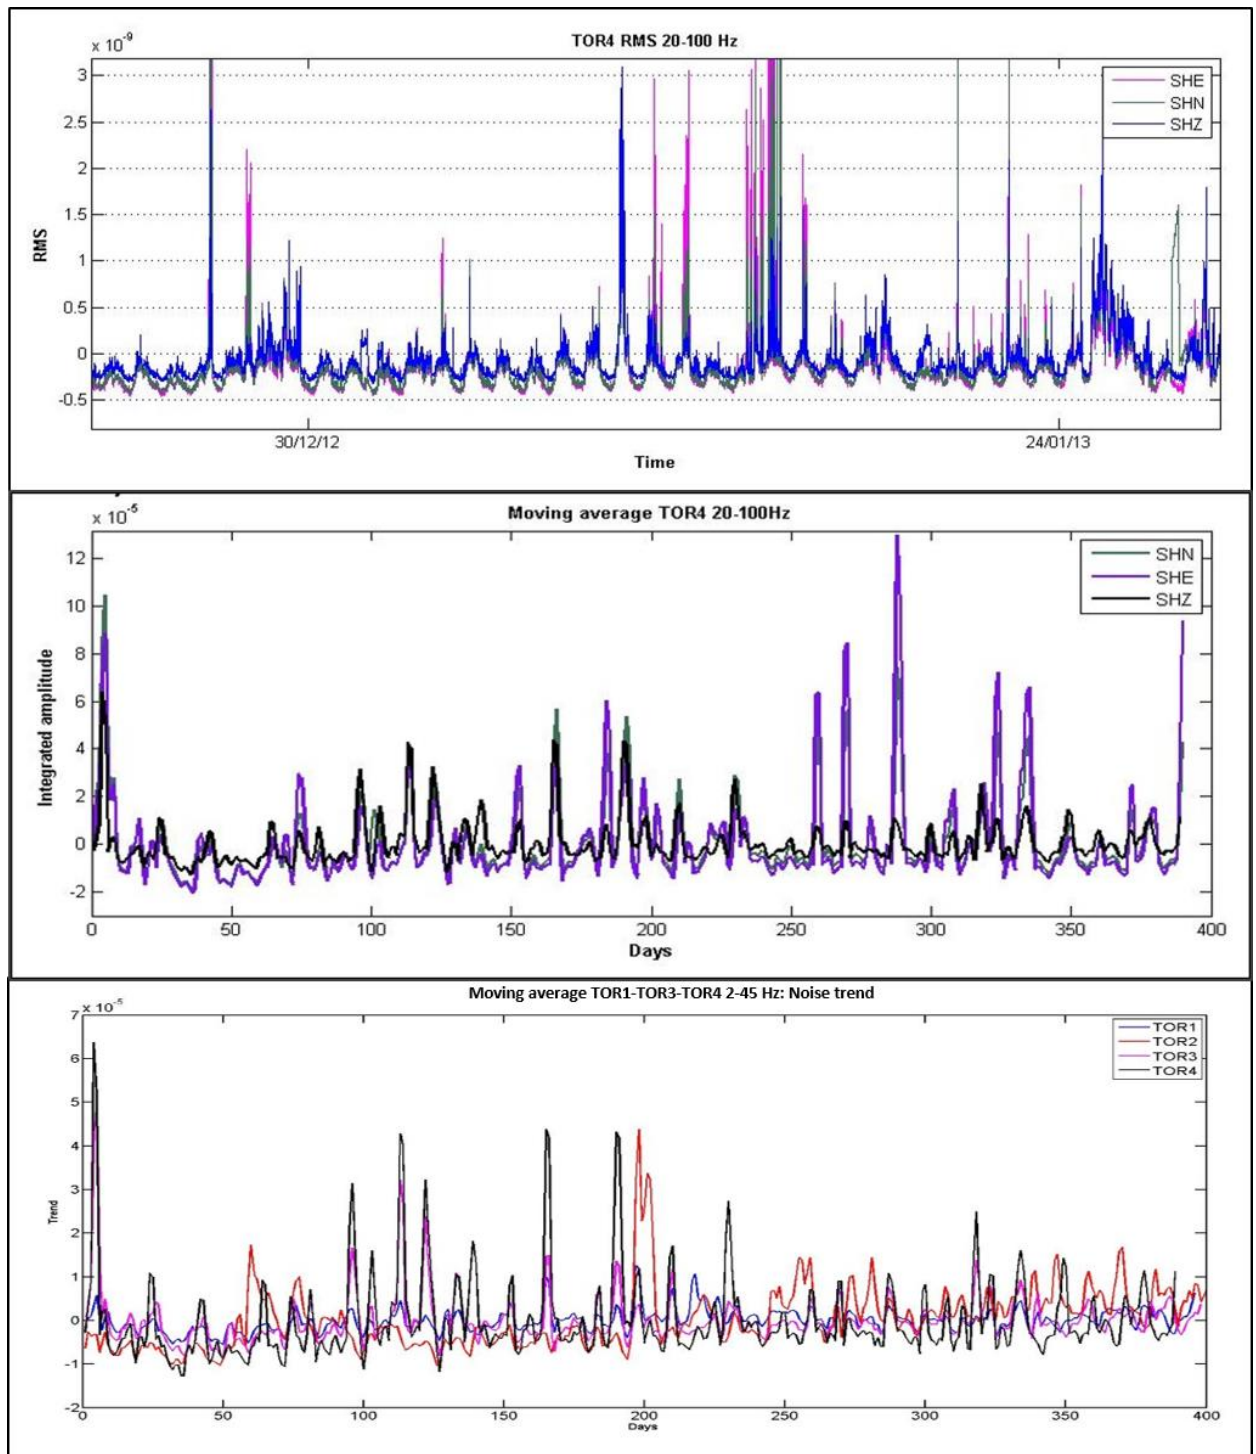 TOR4 RMS 20-100 Hz
x 10⁻⁹
3
2.5
2
1.5
1
0.5
0
-0.5
RMS
SHE
SHN
SHZ
30/12/12 24/01/13
Time
Moving average TOR4 20-100Hz
x 10⁻⁵
12
10
8
6
4
2
0
-2
Integrated amplitude
SHN
SHE
SHZ
0 50 100 150 200 250 300 350 400
Days
Moving average TOR1-TOR3-TOR4 2-45 Hz: Noise trend
x 10⁻⁵
7
6
5
4
3
2
1
0
-1
-2
Trend
TOR1
TOR2
TOR3
TOR4
0 50 100 150 200 250 300 350 400
Days